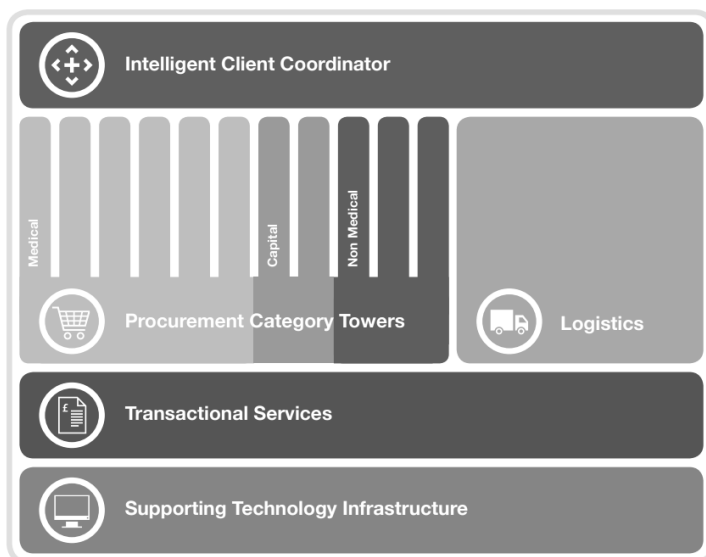 Intelligent Client Coordinator
Medical
Capital
Non Medical
Procurement Category Towers
Logistics
£
Transactional Services
Supporting Technology Infrastructure